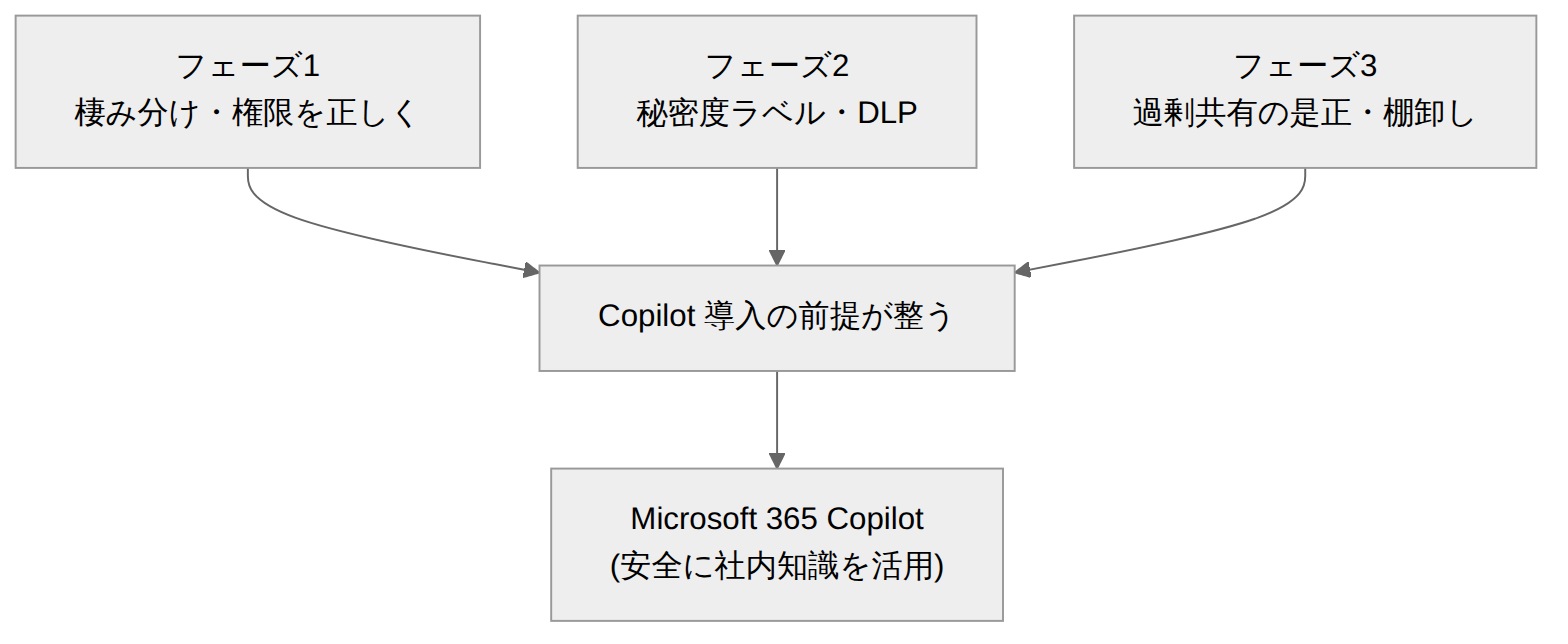 フェーズ1
棲み分け・権限を正しく
フェーズ2
秘密度ラベル・DLP
フェーズ3
過剰共有の是正・棚卸し
Copilot 導入の前提が整う
Microsoft 365 Copilot
(安全に社内知識を活用)